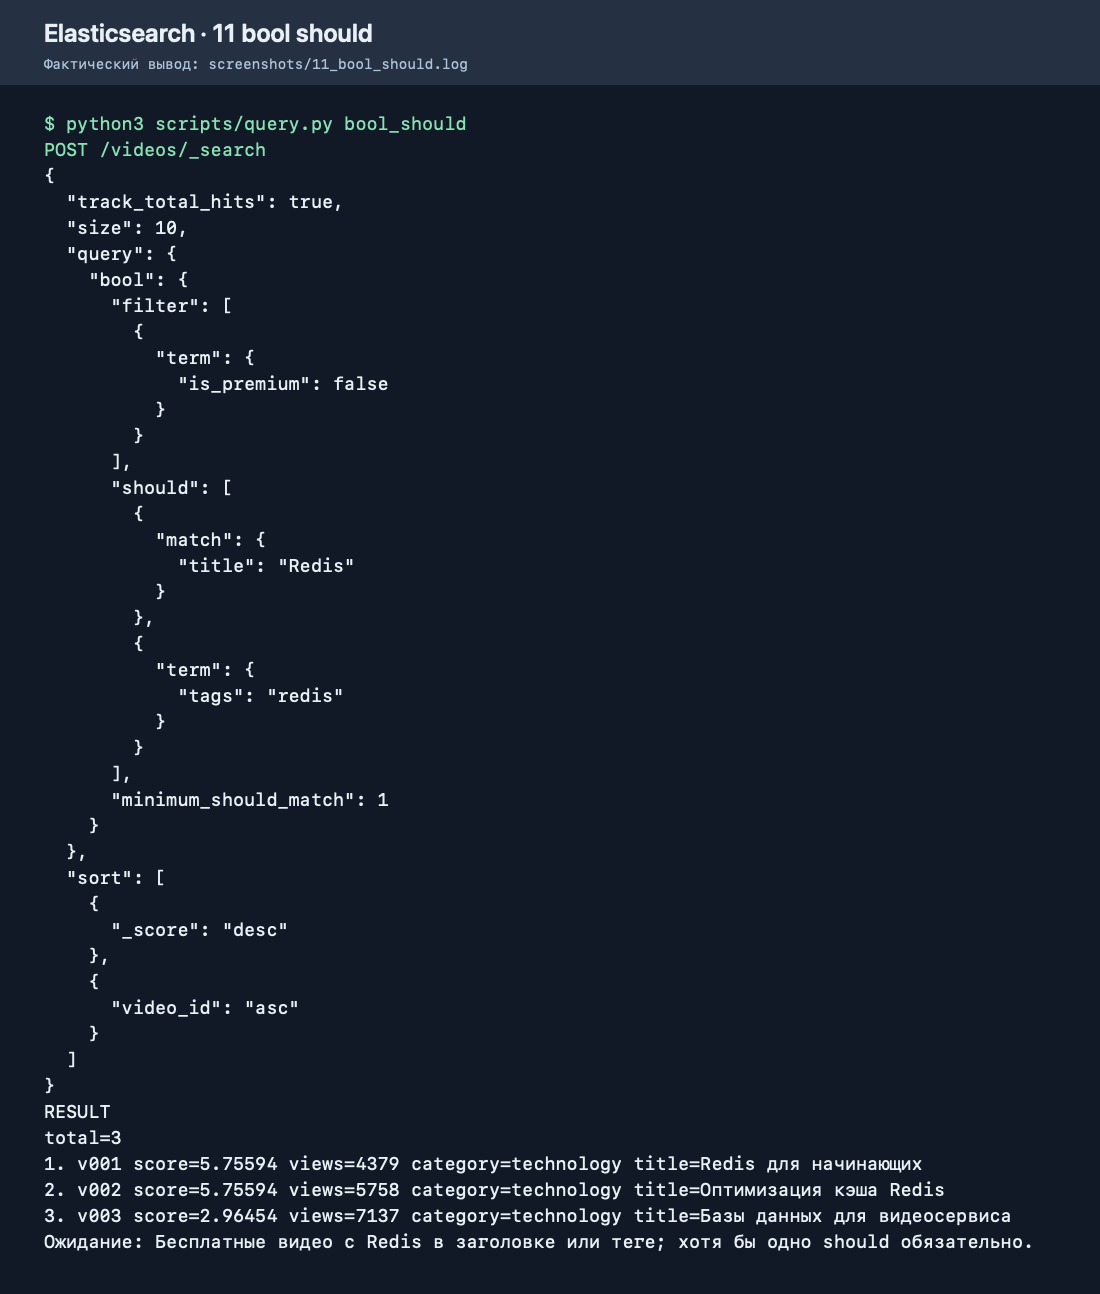 Elasticsearch · 11 bool should
Фактический вывод: screenshots/11_bool_should.log
$ python3 scripts/query.py bool_should
POST /videos/_search
{
  "track_total_hits": true,
  "size": 10,
  "query": {
    "bool": {
      "filter": [
        {
          "term": {
            "is_premium": false
          }
        }
      ],
      "should": [
        {
          "match": {
            "title": "Redis"
          }
        },
        {
          "term": {
            "tags": "redis"
          }
        }
      ],
      "minimum_should_match": 1
    }
  },
  "sort": [
    {
      "_score": "desc"
    },
    {
      "video_id": "asc"
    }
  ]
}
RESULT
total=3
1. v001 score=5.75594 views=4379 category=technology title=Redis для начинающих
2. v002 score=5.75594 views=5758 category=technology title=Оптимизация кэша Redis
3. v003 score=2.96454 views=7137 category=technology title=Базы данных для видеосервиса
Ожидание: Бесплатные видео с Redis в заголовке или теге; хотя бы одно should обязательно.